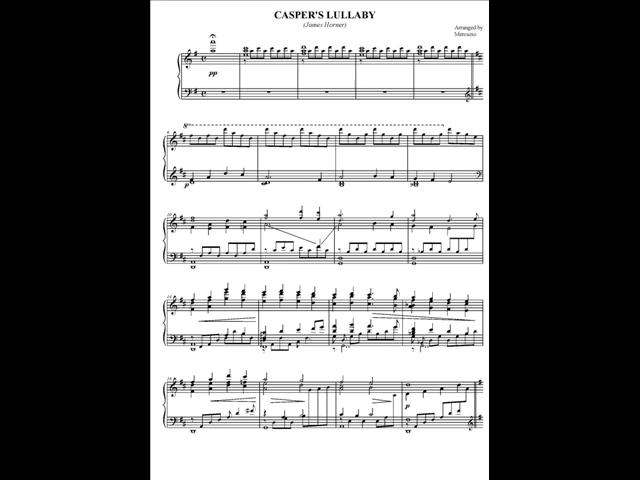 CASPER'S LULLABY
(James Horner)
Arranged by
Mercuzio
pp
8va
p
p